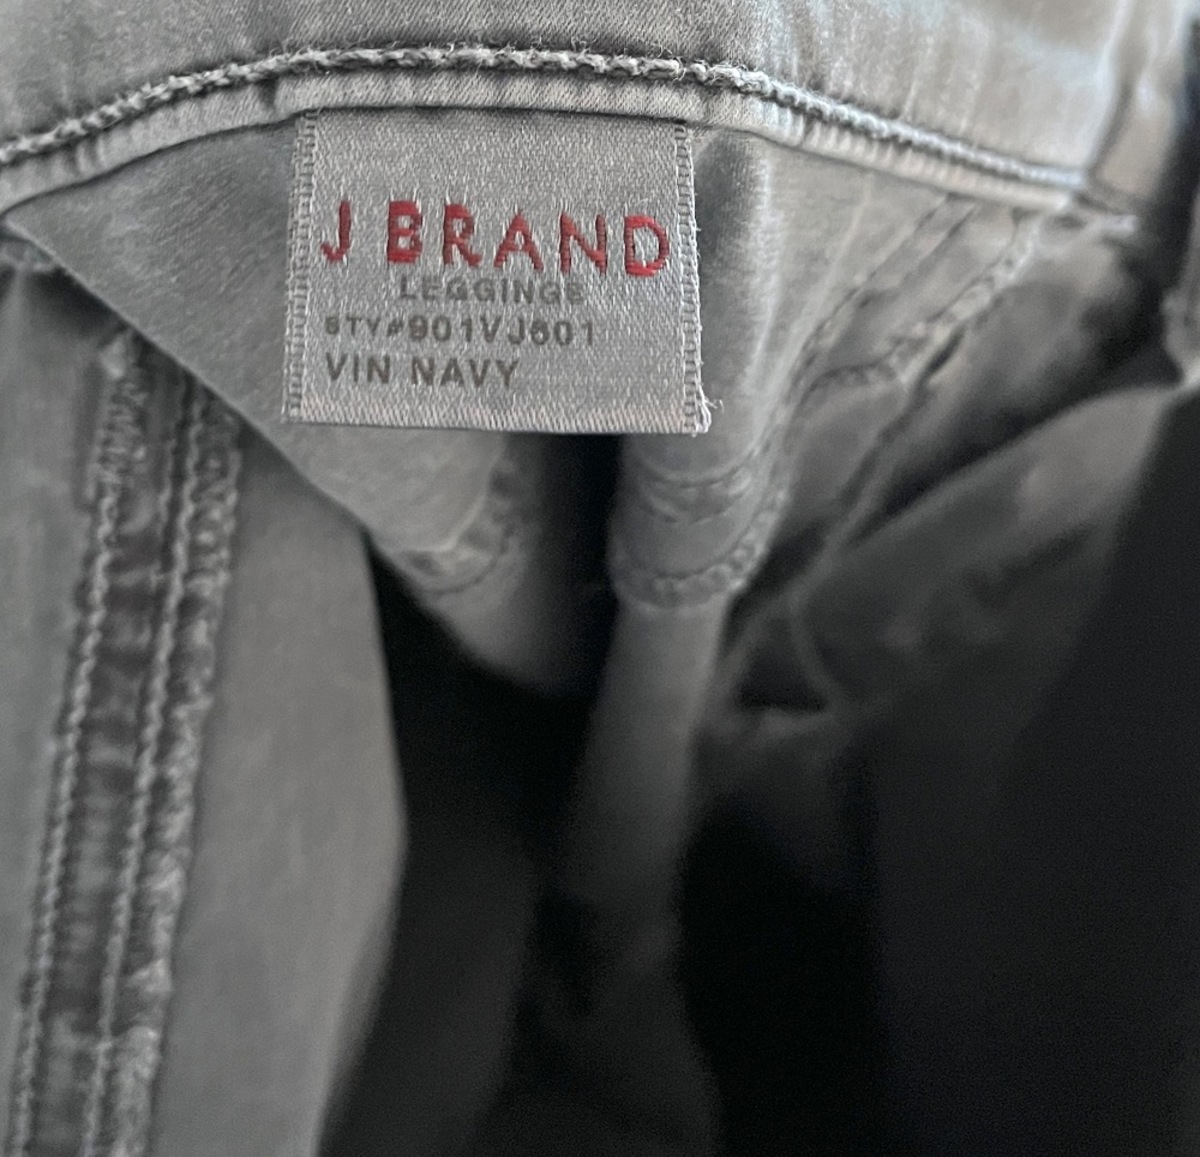 J BRAND
LEGGINGS
STY#901VJ601
VIN NAVY